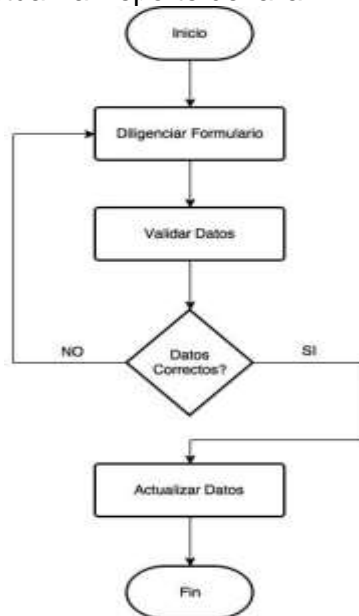 Inicio
Diligenciar Formulario
Validar Datos
Datos
Correctos?
NO
SI
Actualizar Datos
Fin